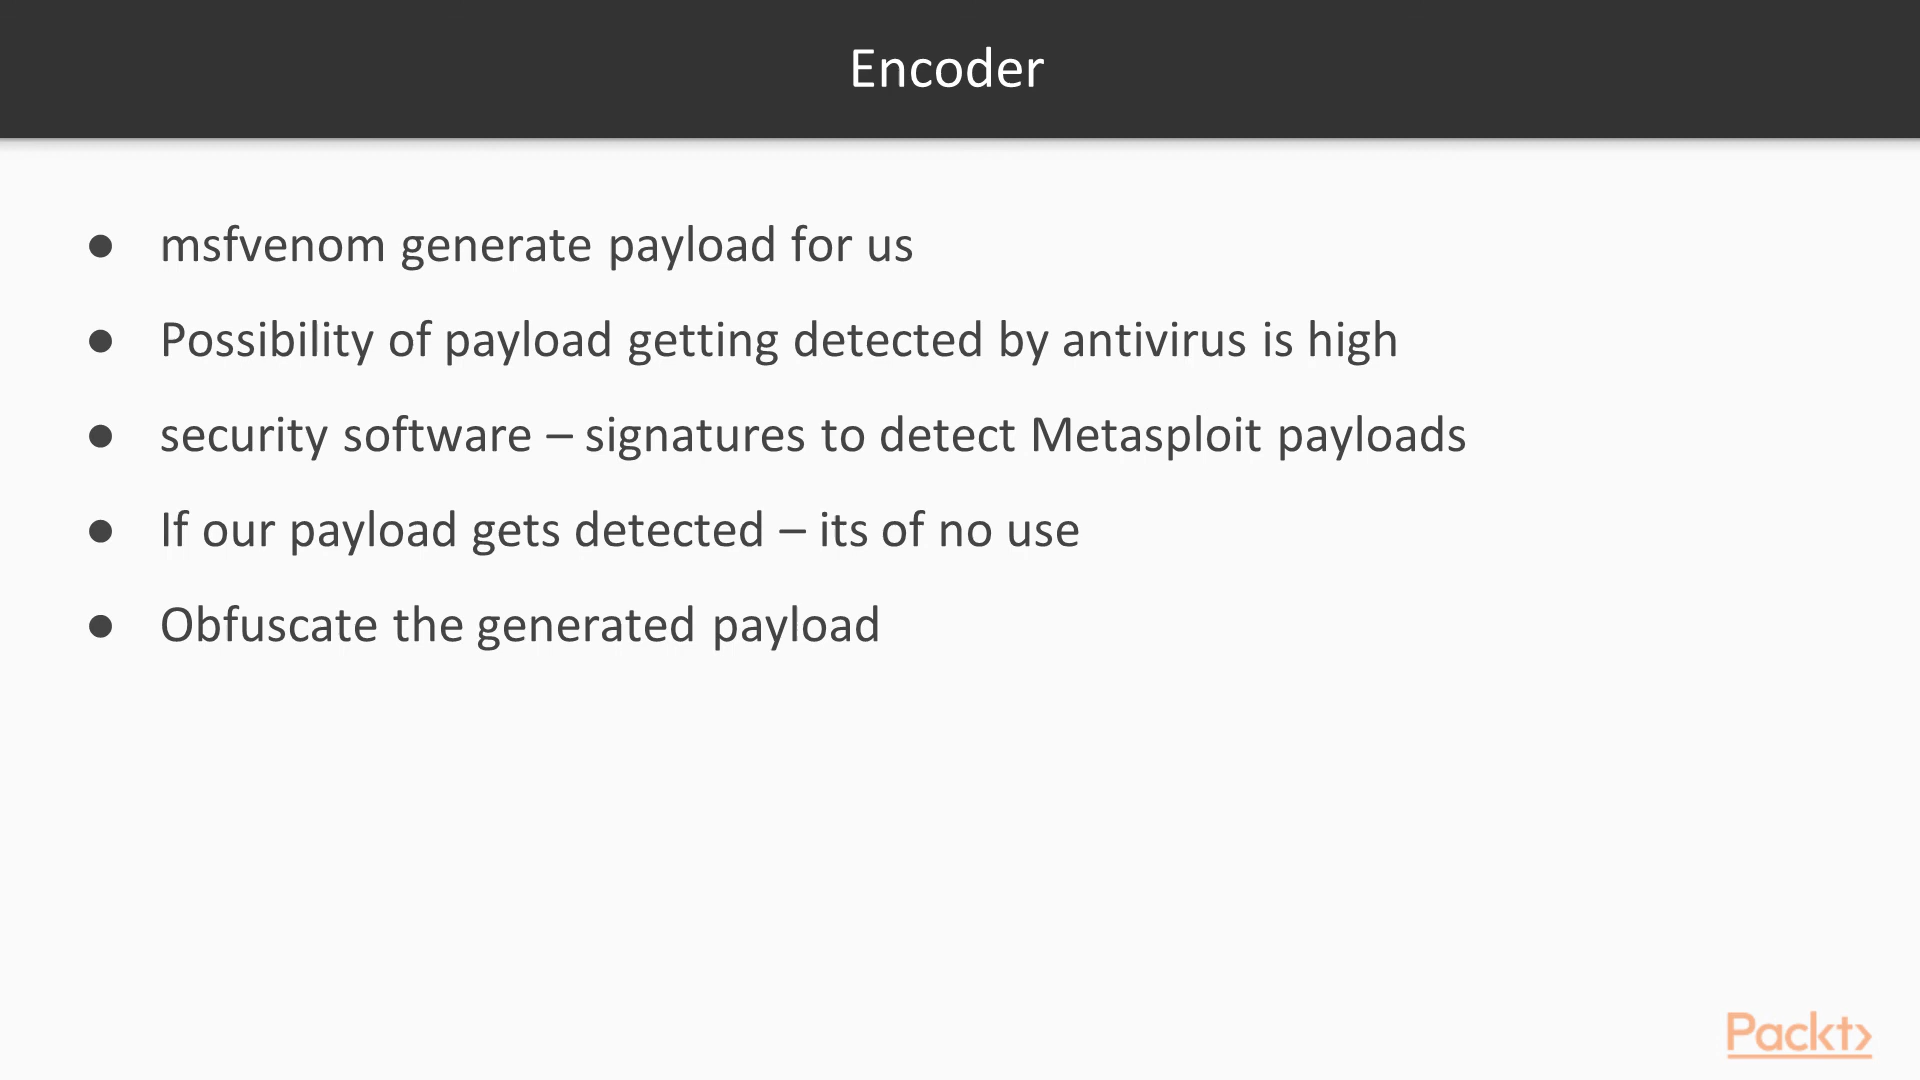 Encoder
● msfvenom generate payload for us
● Possibility of payload getting detected by antivirus is high
● security software – signatures to detect Metasploit payloads
● If our payload gets detected – its of no use
● Obfuscate the generated payload
Packt>